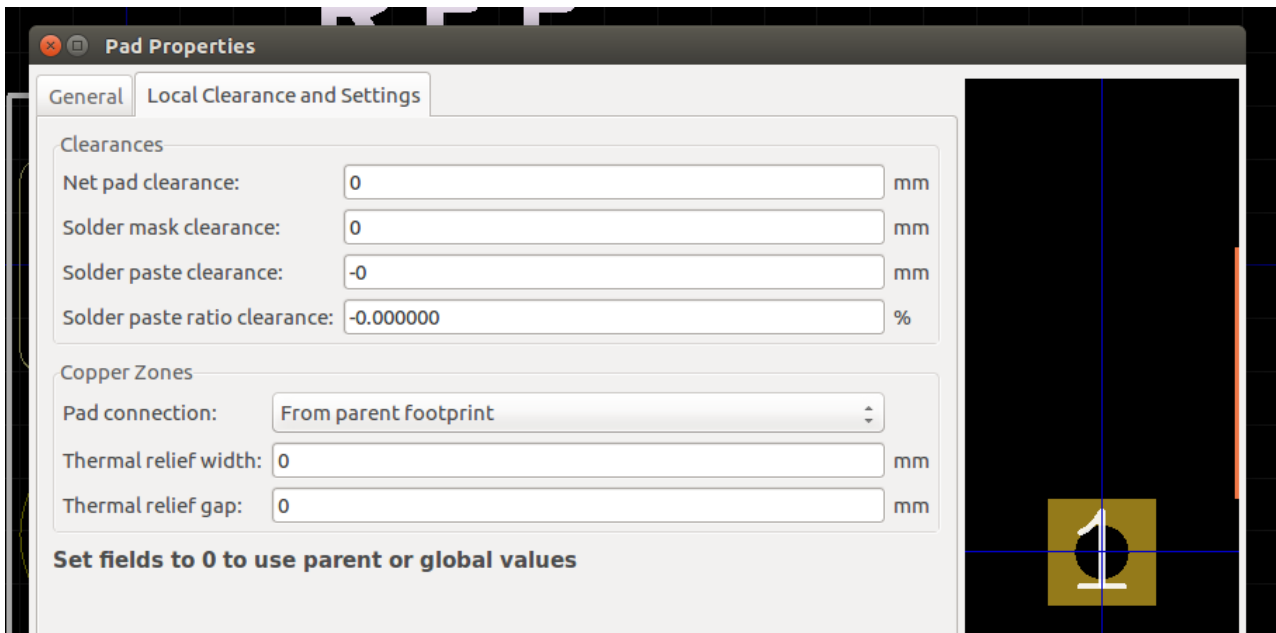 Pad Properties
General Local Clearance and Settings
Clearances
Net pad clearance: 0 mm
Solder mask clearance: 0 mm
Solder paste clearance: -0 mm
Solder paste ratio clearance: -0.000000 %
Copper Zones
Pad connection: From parent footprint
Thermal relief width: 0 mm
Thermal relief gap: 0 mm
Set fields to 0 to use parent or global values
1